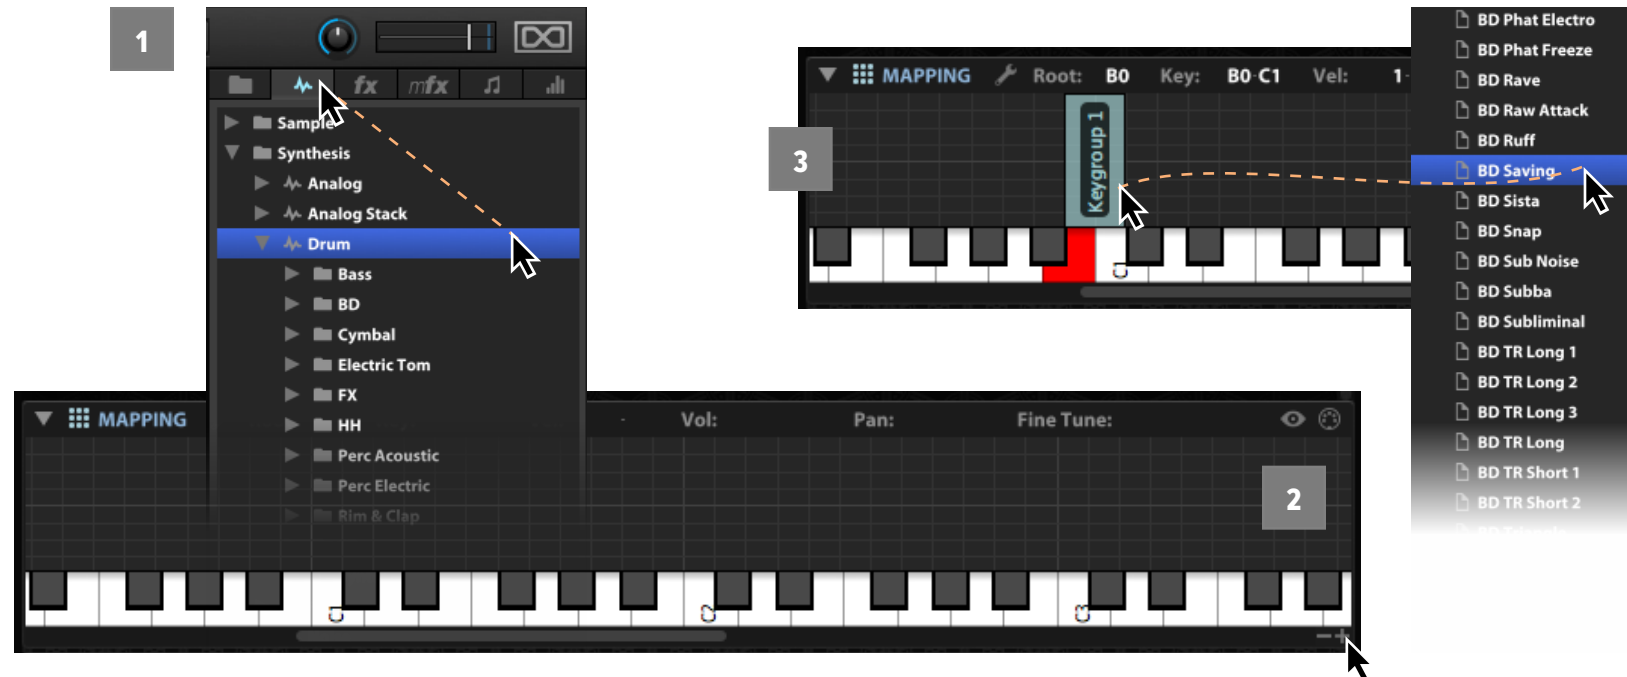 1
fx
mfx
Sample
Synthesis
Analog
Analog Stack
Drum
Bass
BD
Cymbal
Electric Tom
FX
HH
Perc Acoustic
Perc Electric
Rim & Clap
MAPPING
-
Vol:
Pan:
Fine Tune:
2
C1
C2
C3
3
MAPPING
Root: B0 Key: B0-C1 Vel: 1-
Keygroup 1
C1
BD Phat Electro
BD Phat Freeze
BD Rave
BD Raw Attack
BD Ruff
BD Saving
BD Sista
BD Snap
BD Sub Noise
BD Subba
BD Subliminal
BD TR Long 1
BD TR Long 2
BD TR Long 3
BD TR Long
BD TR Short 1
BD TR Short 2